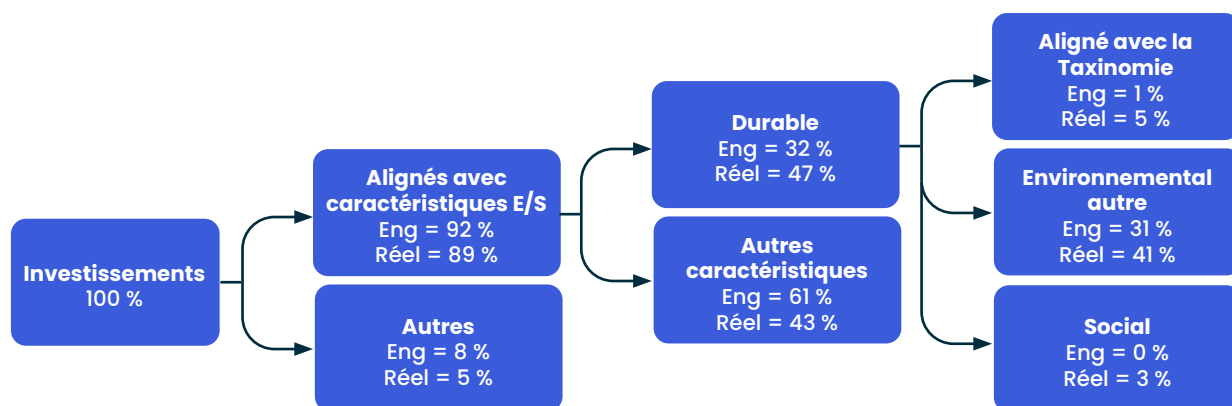 Investissements
100 %
Alignés avec
caractéristiques E/S
Eng = 92 %
Réel = 89 %
Autres
Eng = 8 %
Réel = 5 %
Durable
Eng = 32 %
Réel = 47 %
Autres
caractéristiques
Eng = 61 %
Réel = 43 %
Aligné avec la
Taxinomie
Eng = 1 %
Réel = 5 %
Environnemental
autre
Eng = 31 %
Réel = 41 %
Social
Eng = 0 %
Réel = 3 %